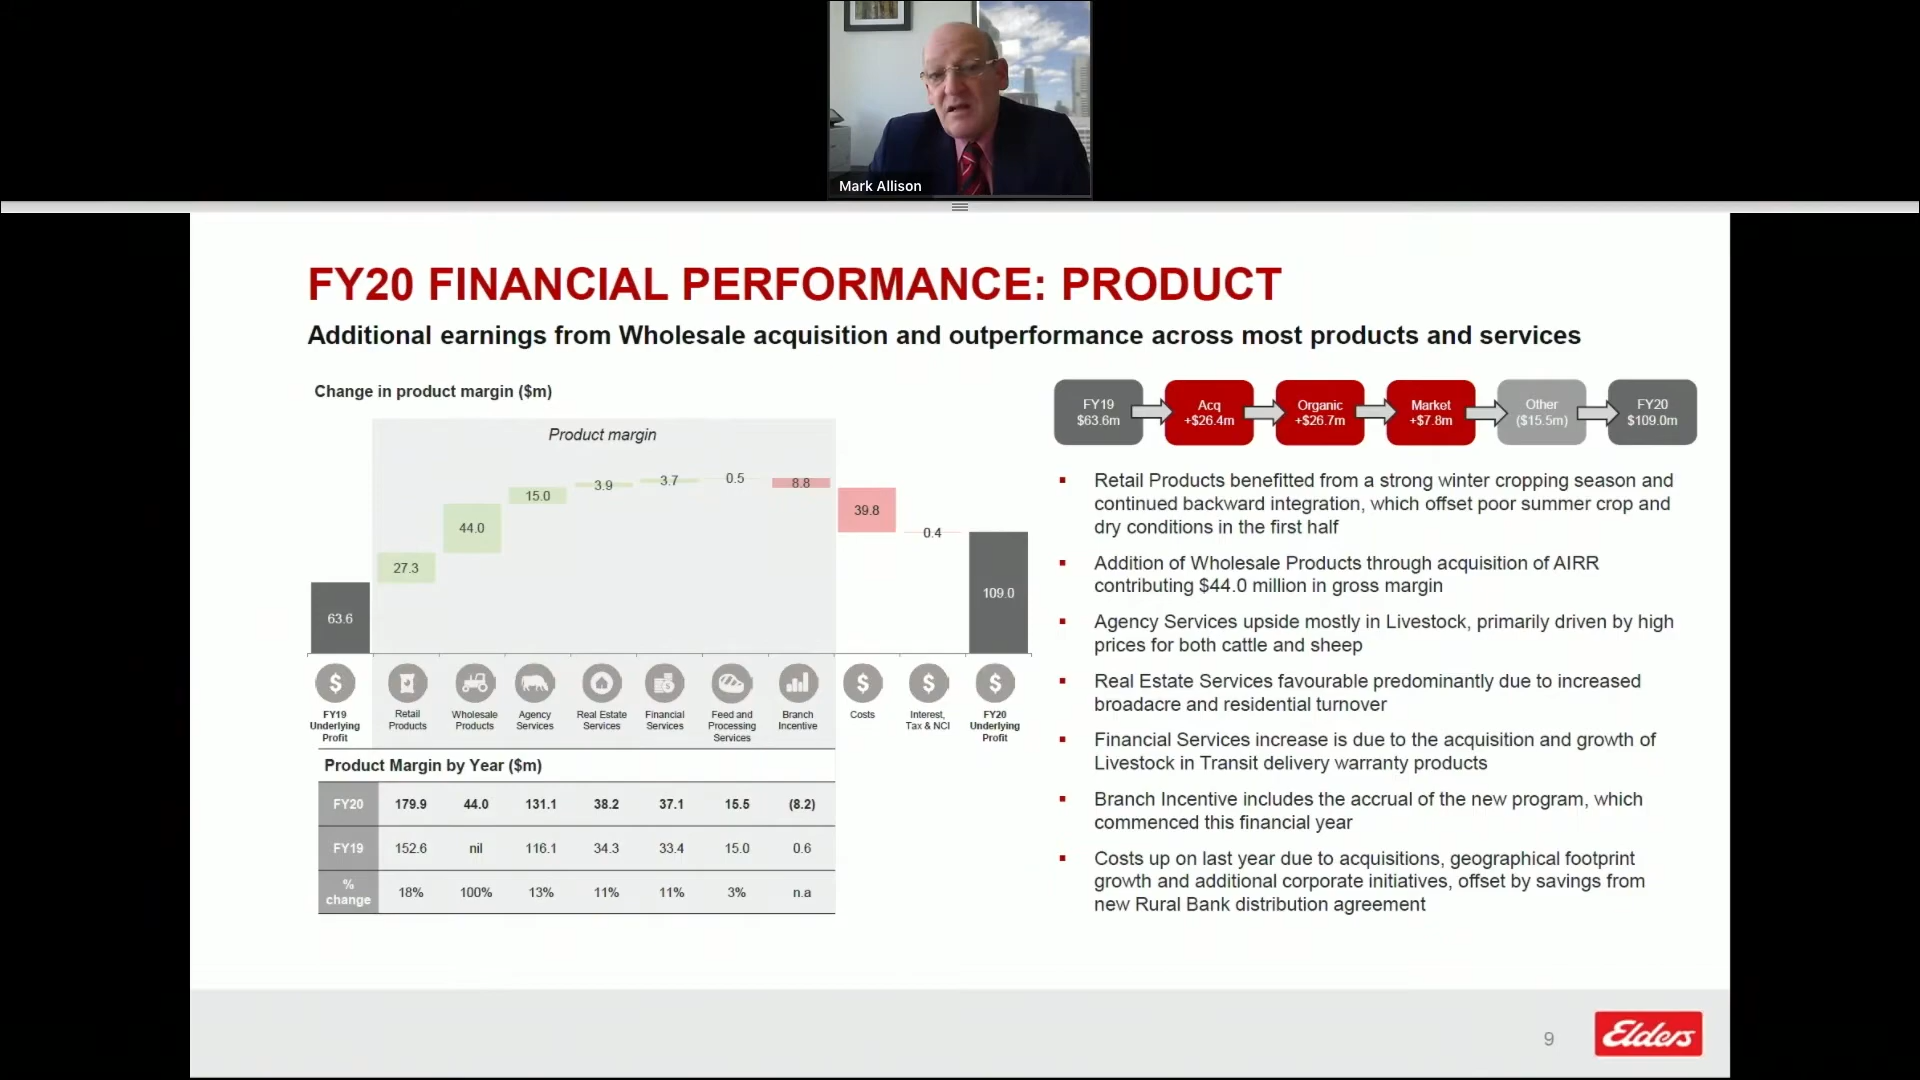 Mark Allison
FY20 FINANCIAL PERFORMANCE: PRODUCT
Additional earnings from Wholesale acquisition and outperformance across most products and services
Change in product margin ($m)
Product margin
63.6
27.3
44.0
15.0
3.9
3.7
0.5
8.8
39.8
0.4
109.0
FY19
Underlying
Profit
Retail
Products
Wholesale
Products
Agency
Services
Real Estate
Services
Financial
Services
Feed and
Processing
Services
Branch
Incentive
Costs
Interest,
Tax & NCI
FY20
Underlying
Profit
Product Margin by Year ($m)
FY20 179.9 44.0 131.1 38.2 37.1 15.5 (8.2)
FY19 152.6 nil 116.1 34.3 33.4 15.0 0.6
% change 18% 100% 13% 11% 11% 3% n.a
FY19
$63.6m
Acq
+$26.4m
Organic
+$26.7m
Market
+$7.8m
Other
($15.5m)
FY20
$109.0m
Retail Products benefitted from a strong winter cropping season and
continued backward integration, which offset poor summer crop and
dry conditions in the first half
Addition of Wholesale Products through acquisition of AIRR
contributing $44.0 million in gross margin
Agency Services upside mostly in Livestock, primarily driven by high
prices for both cattle and sheep
Real Estate Services favourable predominantly due to increased
broadacre and residential turnover
Financial Services increase is due to the acquisition and growth of
Livestock in Transit delivery warranty products
Branch Incentive includes the accrual of the new program, which
commenced this financial year
Costs up on last year due to acquisitions, geographical footprint
growth and additional corporate initiatives, offset by savings from
new Rural Bank distribution agreement
9
Elders